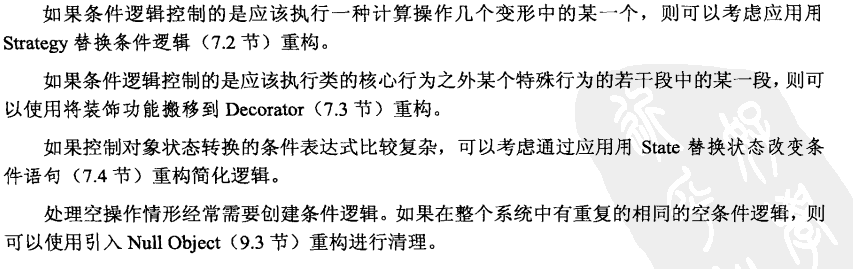 如果条件逻辑控制的是应该执行一种计算操作几个变形中的某一个，则可以考虑应用用
Strategy 替换条件逻辑（7.2 节）重构。
如果条件逻辑控制的是应该执行类的核心行为之外某个特殊行为的若干段中的某一段，则可
以使用将装饰功能搬移到 Decorator（7.3 节）重构。
如果控制对象状态转换的条件表达式比较复杂，可以考虑通过应用用 State 替换状态改变条
件语句（7.4 节）重构简化逻辑。
处理空操作情形经常需要创建条件逻辑。如果在整个系统中有重复的相同的空条件逻辑，则
可以使用引入 Null Object（9.3 节）重构进行清理。